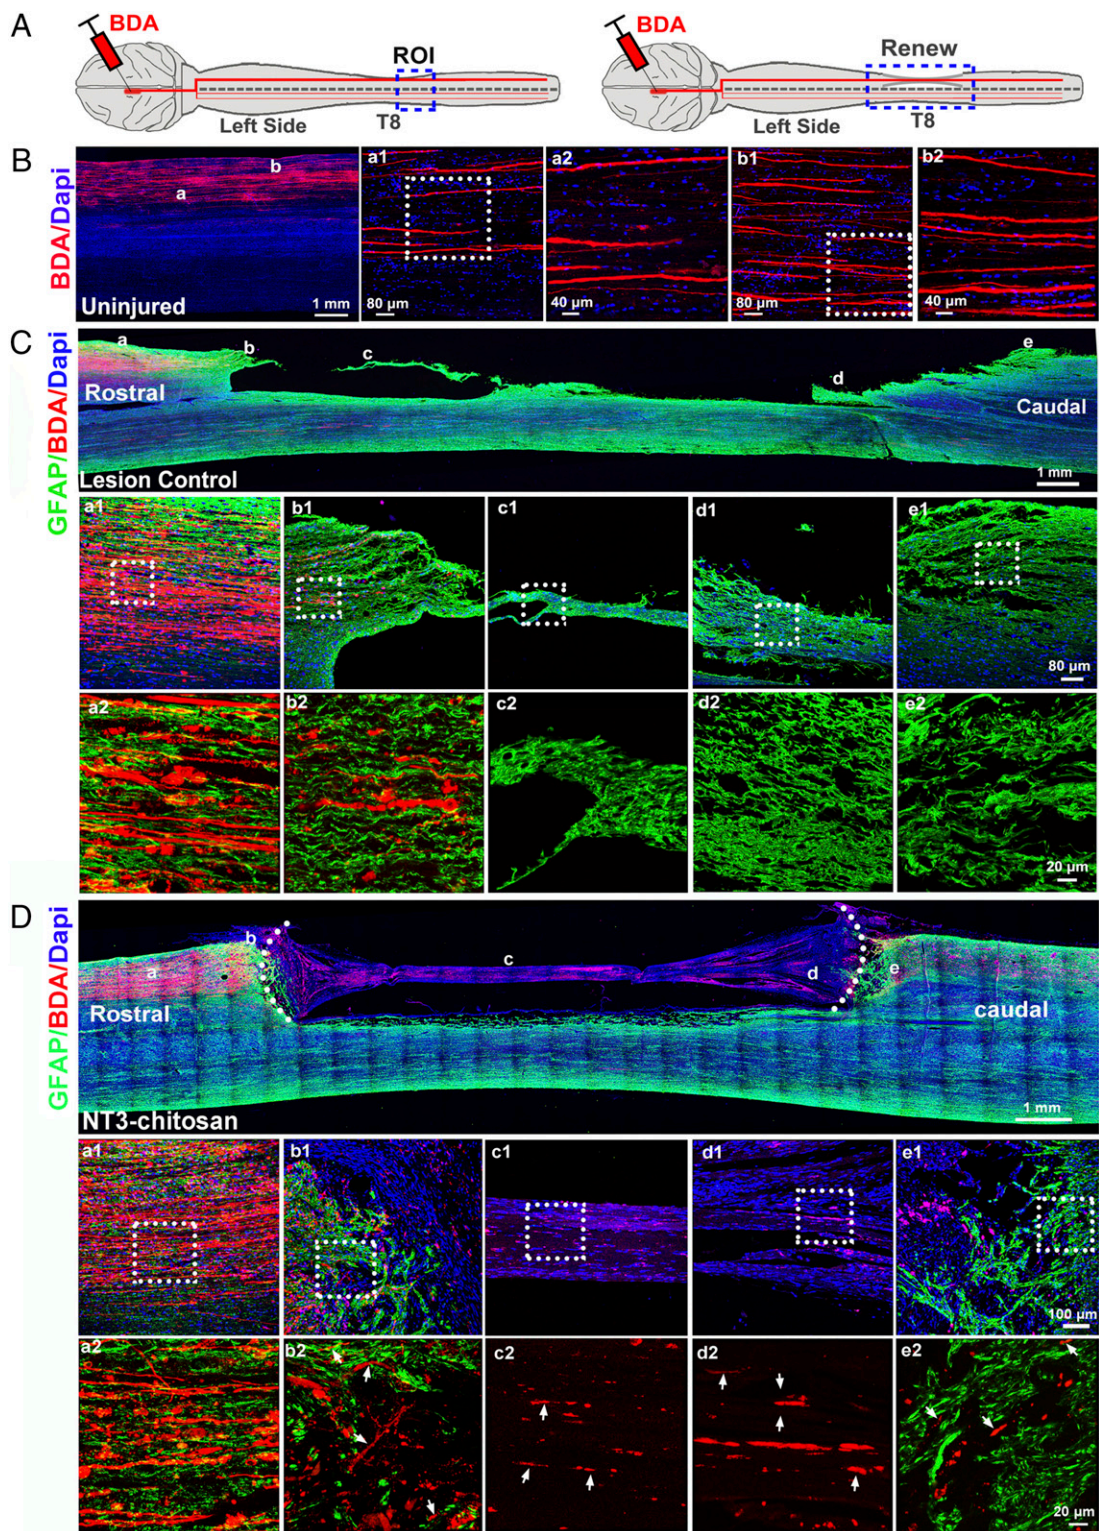 A
BDA
ROI
Left Side
T8
BDA
Renew
Left Side
T8
B
BDA/Dapi
b
a
Uninjured
1 mm
a1
80 µm
a2
40 µm
b1
80 µm
b2
40 µm
C
GFAP/BDA/Dapi
a
b
c
d
e
Rostral
Caudal
Lesion Control
1 mm
a1
b1
c1
d1
e1
80 µm
a2
b2
c2
d2
e2
20 µm
D
GFAP/BDA/Dapi
a
b
c
d
e
Rostral
caudal
NT3-chitosan
1 mm
a1
b1
c1
d1
e1
100 µm
a2
b2
c2
d2
e2
20 µm